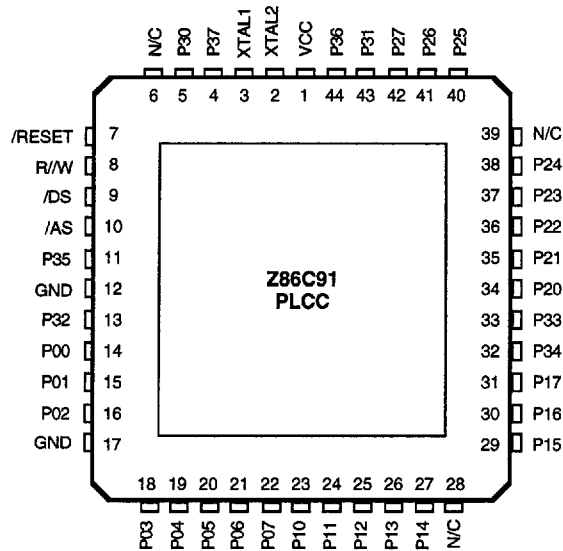 N/C P30 P37 XTAL1 XTAL2 VCC P36 P31 P27 P26 P25
6 5 4 3 2 1 44 43 42 41 40
/RESET 7 39 N/C
R//W 8 38 P24
/DS 9 37 P23
/AS 10 36 P22
P35 11 35 P21
GND 12 34 P20
P32 13 33 P33
P00 14 32 P34
P01 15 31 P17
P02 16 30 P16
GND 17 29 P15
Z86C91
PLCC
18 19 20 21 22 23 24 25 26 27 28
P03 P04 P05 P06 P07 P10 P11 P12 P13 P14 N/C